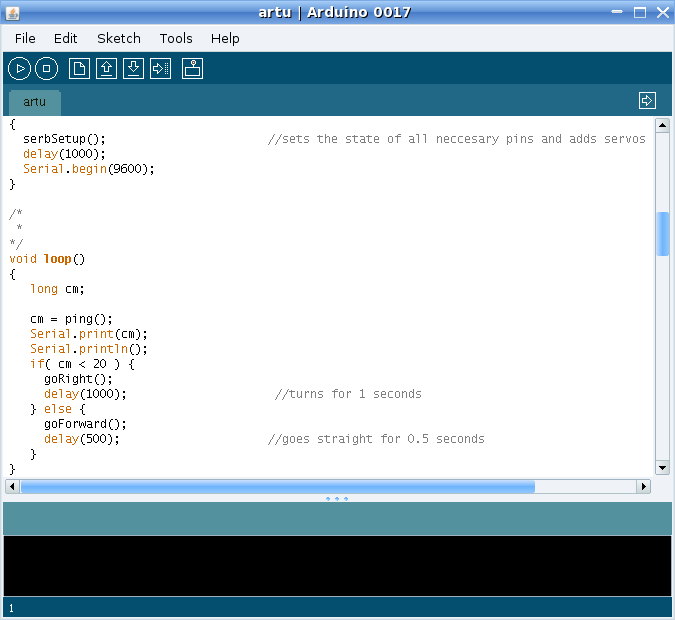 artu | Arduino 0017
File Edit Sketch Tools Help
artu
{
  serbSetup();                       //sets the state of all neccesary pins and adds servos
  delay(1000);
  Serial.begin(9600);
}
/*
 *
*/
void loop()
{
   long cm;
   cm = ping();
   Serial.print(cm);
   Serial.println();
   if( cm < 20 ) {
     goRight();
     delay(1000);                     //turns for 1 seconds
   } else {
     goForward();
     delay(500);                     //goes straight for 0.5 seconds
   }
}
1